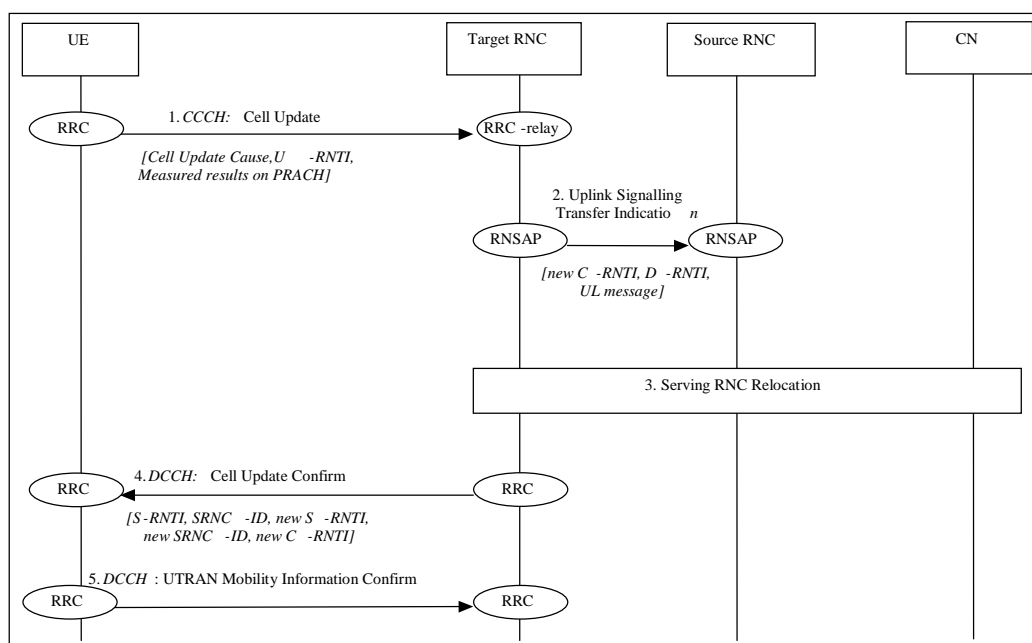 UE
Target RNC
Source RNC
CN
1. CCCH: Cell Update
RRC
RRC -relay
[Cell Update Cause,U -RNTI,
Measured results on PRACH]
2. Uplink Signalling
Transfer Indicatio n
RNSAP
RNSAP
[new C -RNTI, D -RNTI,
UL message]
3. Serving RNC Relocation
4. DCCH: Cell Update Confirm
RRC
RRC
[S-RNTI, SRNC -ID, new S -RNTI,
new SRNC -ID, new C -RNTI]
5. DCCH : UTRAN Mobility Information Confirm
RRC
RRC